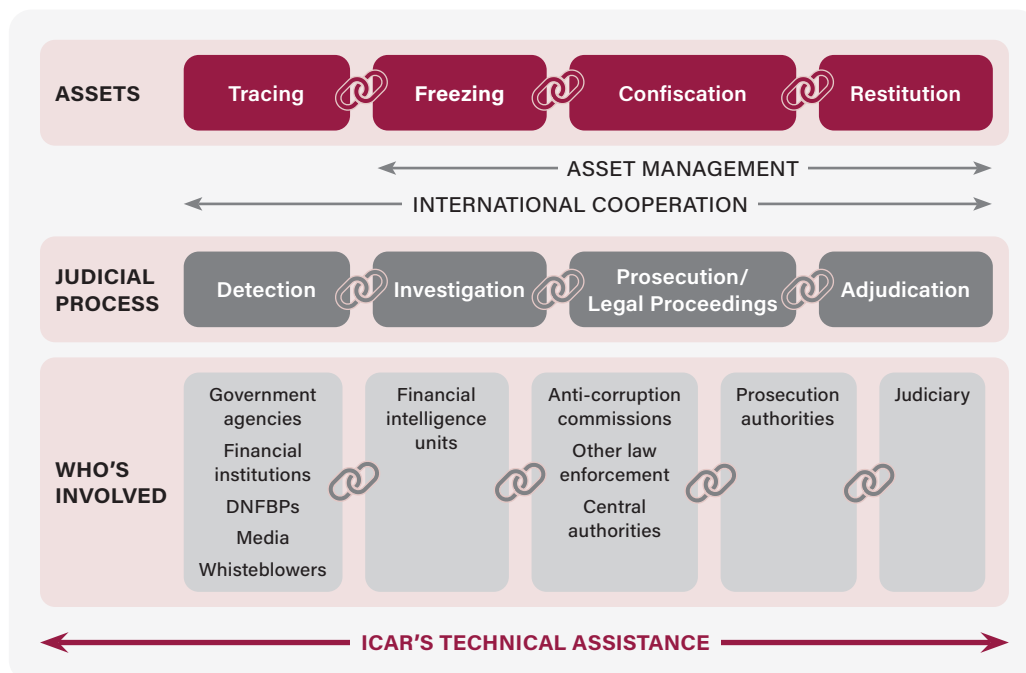 ASSETS
Tracing
Freezing
Confiscation
Restitution
ASSET MANAGEMENT
INTERNATIONAL COOPERATION
JUDICIAL
PROCESS
Detection
Investigation
Prosecution/
Legal Proceedings
Adjudication
WHO'S
INVOLVED
Government
agencies
Financial
institutions
DNFBPs
Media
Whisteblowers
Financial
intelligence
units
Anti-corruption
commissions
Other law
enforcement
Central
authorities
Prosecution
authorities
Judiciary
ICAR'S TECHNICAL ASSISTANCE